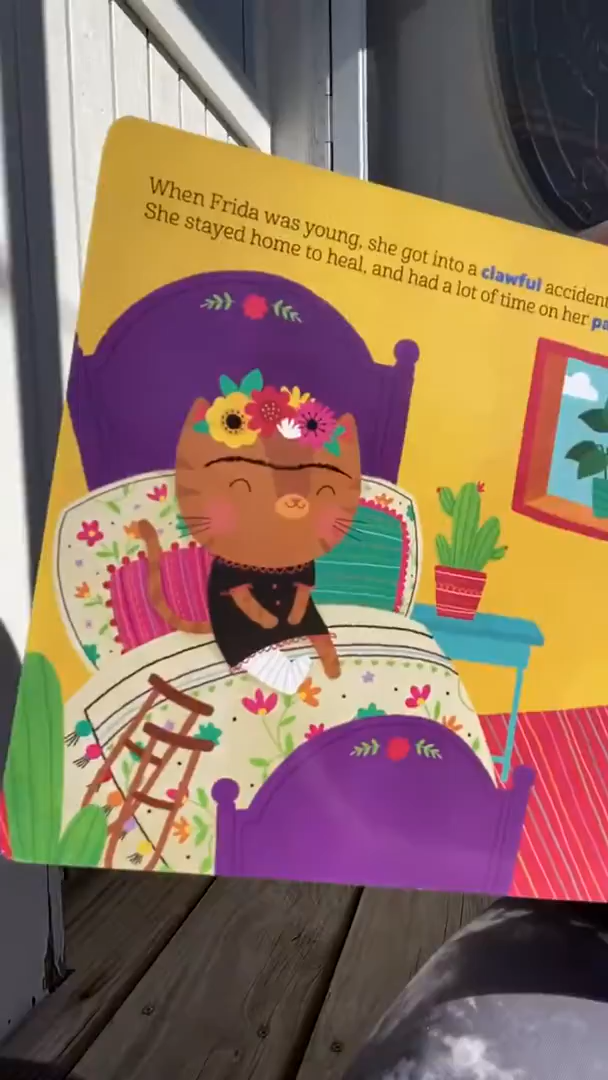 When Frida was young, she got into a clawful accident
She stayed home to heal, and had a lot of time on her